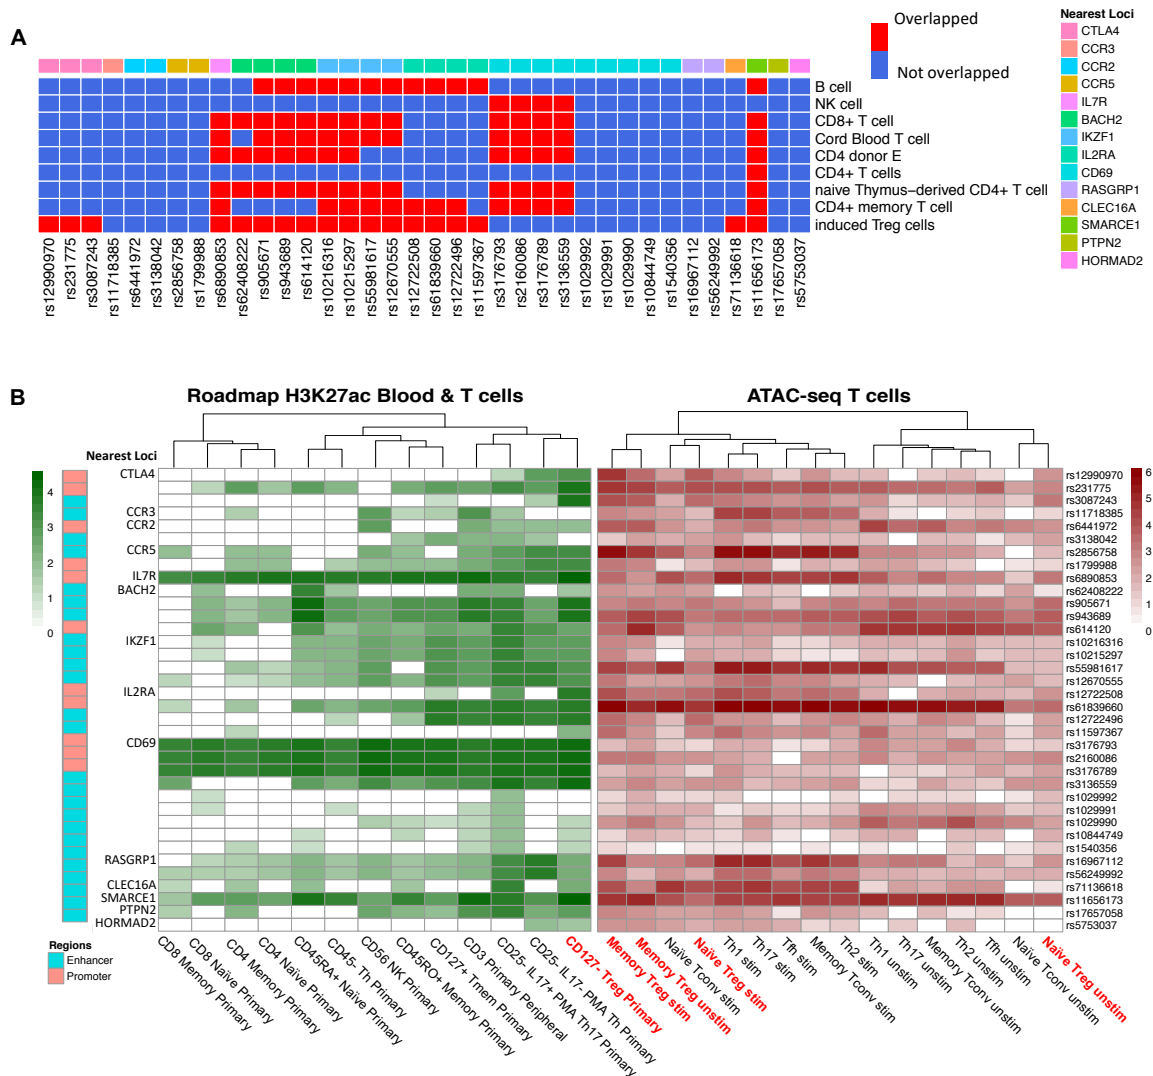 A
Overlapped
Not overlapped
Nearest Loci
CTLA4
CCR3
CCR2
CCR5
IL7R
BACH2
IKZF1
IL2RA
CD69
RASGRP1
CLEC16A
SMARCE1
PTPN2
HORMAD2
B cell
NK cell
CD8+ T cell
Cord Blood T cell
CD4 donor E
CD4+ T cells
naive Thymus−derived CD4+ T cell
CD4+ memory T cell
induced Treg cells
rs12990970
rs231775
rs3087243
rs11718385
rs6441972
rs3138042
rs2856758
rs1799988
rs6890853
rs62408222
rs905671
rs943689
rs614120
rs10216316
rs10215297
rs55981617
rs12670555
rs12722508
rs61839660
rs12722496
rs11597367
rs3176793
rs2160086
rs3176789
rs3136559
rs1029992
rs1029991
rs1029990
rs10844749
rs1540356
rs16967112
rs56249992
rs71136618
rs11656173
rs17657058
rs5753037
B
Roadmap H3K27ac Blood & T cells
ATAC-seq T cells
Nearest Loci
4
3
2
1
0
CTLA4
CCR3
CCR2
CCR5
IL7R
BACH2
IKZF1
IL2RA
CD69
RASGRP1
CLEC16A
SMARCE1
PTPN2
HORMAD2
rs12990970
rs231775
rs3087243
rs11718385
rs6441972
rs3138042
rs2856758
rs1799988
rs6890853
rs62408222
rs905671
rs943689
rs614120
rs10216316
rs10215297
rs55981617
rs12670555
rs12722508
rs61839660
rs12722496
rs11597367
rs3176793
rs2160086
rs3176789
rs3136559
rs1029992
rs1029991
rs1029990
rs10844749
rs1540356
rs16967112
rs56249992
rs71136618
rs11656173
rs17657058
rs5753037
6
5
4
3
2
1
0
Regions
Enhancer
Promoter
CD8 Memory Primary
CD8 Naïve Primary
CD4 Memory Primary
CD4 Naïve Primary
CD45RA+ Naïve Primary
CD45- Th Primary
CD56 NK Primary
CD45RO+ Memory Primary
CD127+ Tmem Primary
CD3 Primary Peripheral
CD25- IL17+ PMA Th17 Primary
CD25- IL17- PMA Th Primary
CD127- Treg Primary
Memory Treg stim
Memory Treg unstim
Naïve Tconv stim
Naïve Treg stim
Th1 stim
Th17 stim
Tfh stim
Memory Tconv stim
Th2 stim
Th1 unstim
Th17 unstim
Memory Tconv unstim
Th2 unstim
Tfh unstim
Naïve Tconv unstim
Naïve Treg unstim